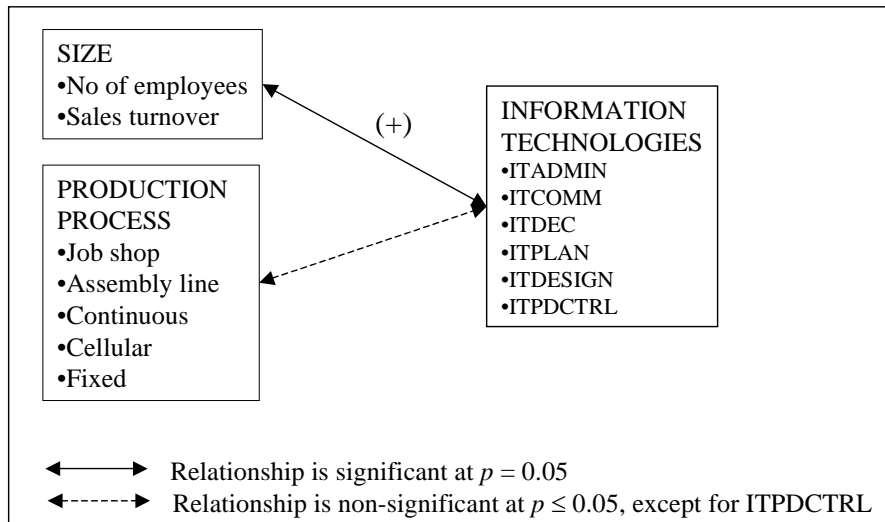 SIZE
•No of employees
•Sales turnover
(+)
INFORMATION
TECHNOLOGIES
•ITADMIN
•ITCOMM
•ITDEC
•ITPLAN
•ITDESIGN
•ITPDCTRL
PRODUCTION
PROCESS
•Job shop
•Assembly line
•Continuous
•Cellular
•Fixed
Relationship is significant at p = 0.05
Relationship is non-significant at p ≤ 0.05, except for ITPDCTRL